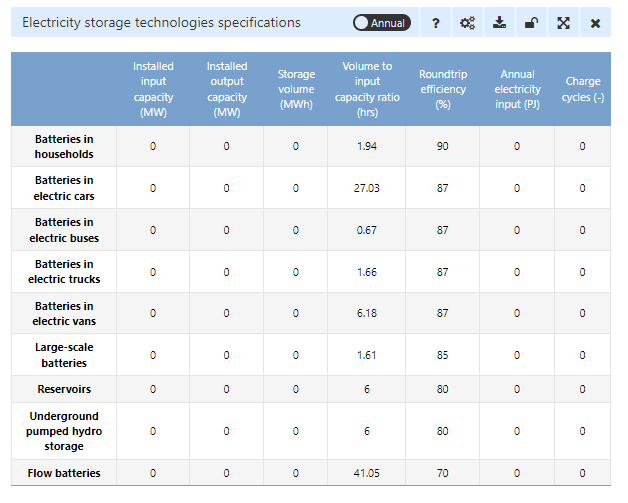 Electricity storage technologies specifications Annual ?
Installed input capacity (MW) Installed output capacity (MW) Storage volume (MWh) Volume to input capacity ratio (hrs) Roundtrip efficiency (%) Annual electricity input (PJ) Charge cycles (-)
Batteries in households 0 0 0 1.94 90 0 0
Batteries in electric cars 0 0 0 27.03 87 0 0
Batteries in electric buses 0 0 0 0.67 87 0 0
Batteries in electric trucks 0 0 0 1.66 87 0 0
Batteries in electric vans 0 0 0 6.18 87 0 0
Large-scale batteries 0 0 0 1.61 85 0 0
Reservoirs 0 0 0 6 80 0 0
Underground pumped hydro storage 0 0 0 6 80 0 0
Flow batteries 0 0 0 41.05 70 0 0